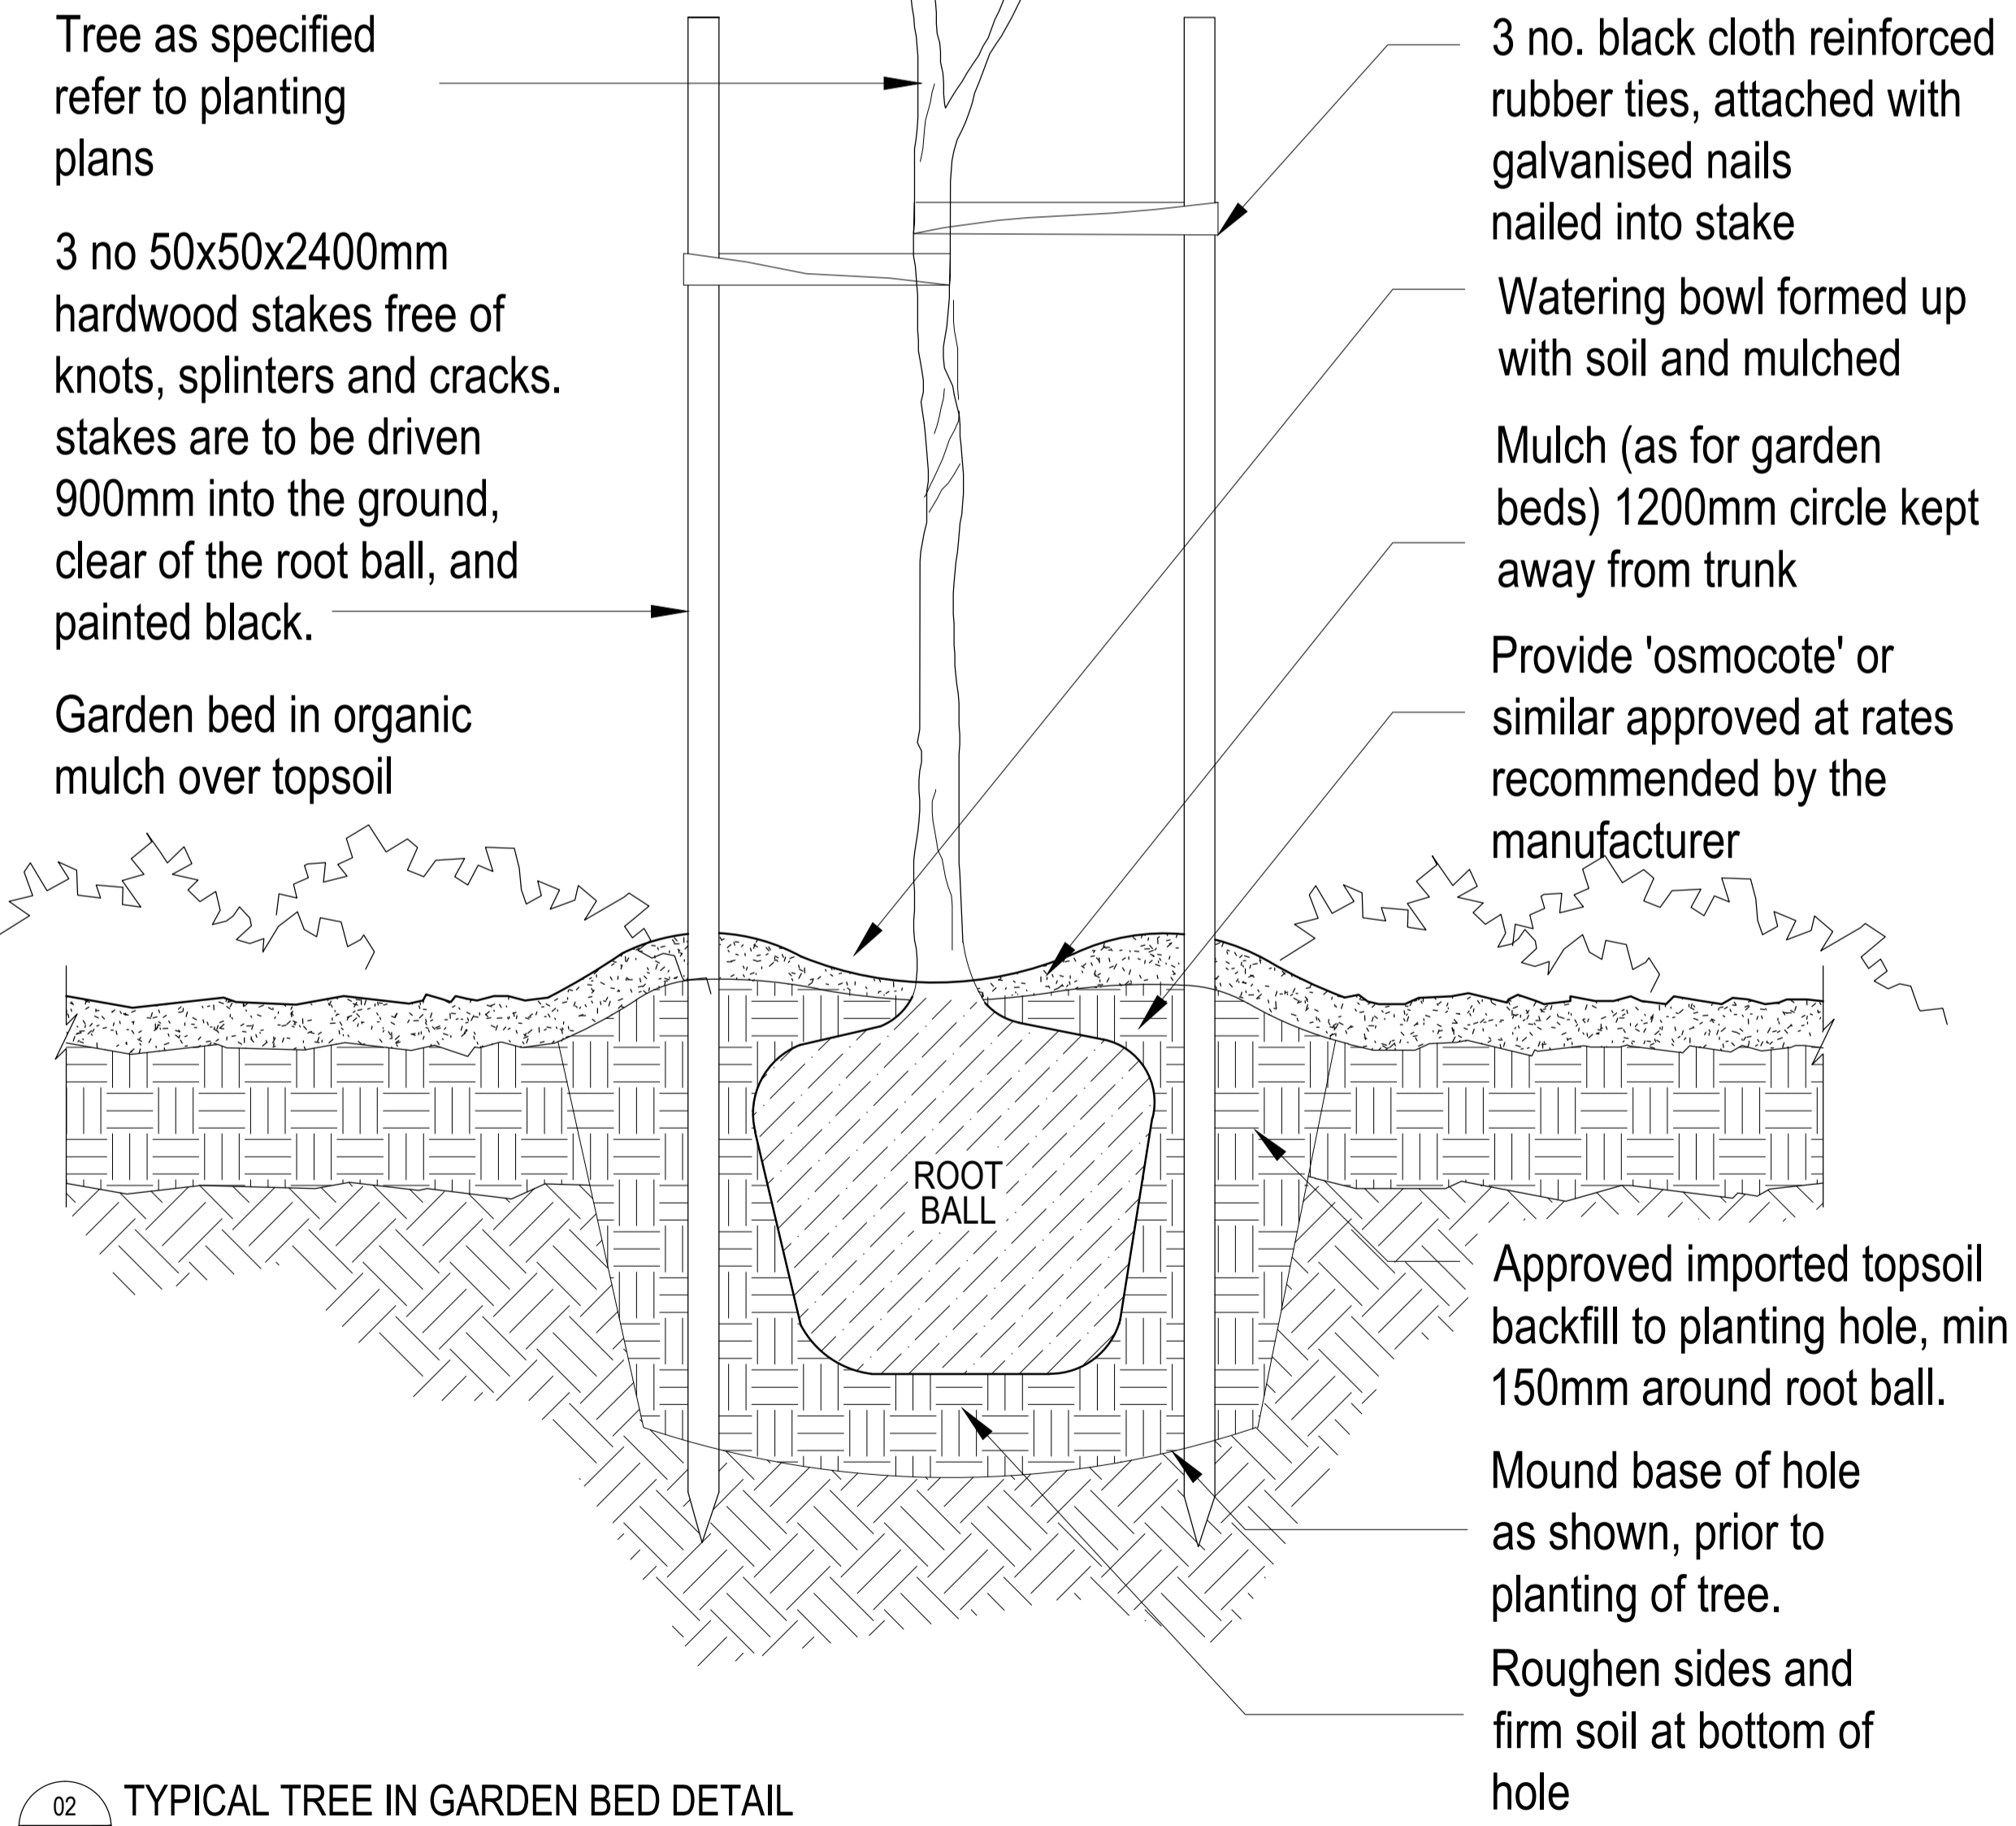 Tree as specified
refer to planting
plans
3 no 50x50x2400mm
hardwood stakes free of
knots, splinters and cracks.
stakes are to be driven
900mm into the ground,
clear of the root ball, and
painted black.
Garden bed in organic
mulch over topsoil
3 no. black cloth reinforced
rubber ties, attached with
galvanised nails
nailed into stake
Watering bowl formed up
with soil and mulched
Mulch (as for garden
beds) 1200mm circle kept
away from trunk
Provide 'osmocote' or
similar approved at rates
recommended by the
manufacturer
ROOT
BALL
Approved imported topsoil
backfill to planting hole, min
150mm around root ball.
Mound base of hole
as shown, prior to
planting of tree.
Roughen sides and
firm soil at bottom of
hole
02 TYPICAL TREE IN GARDEN BED DETAIL